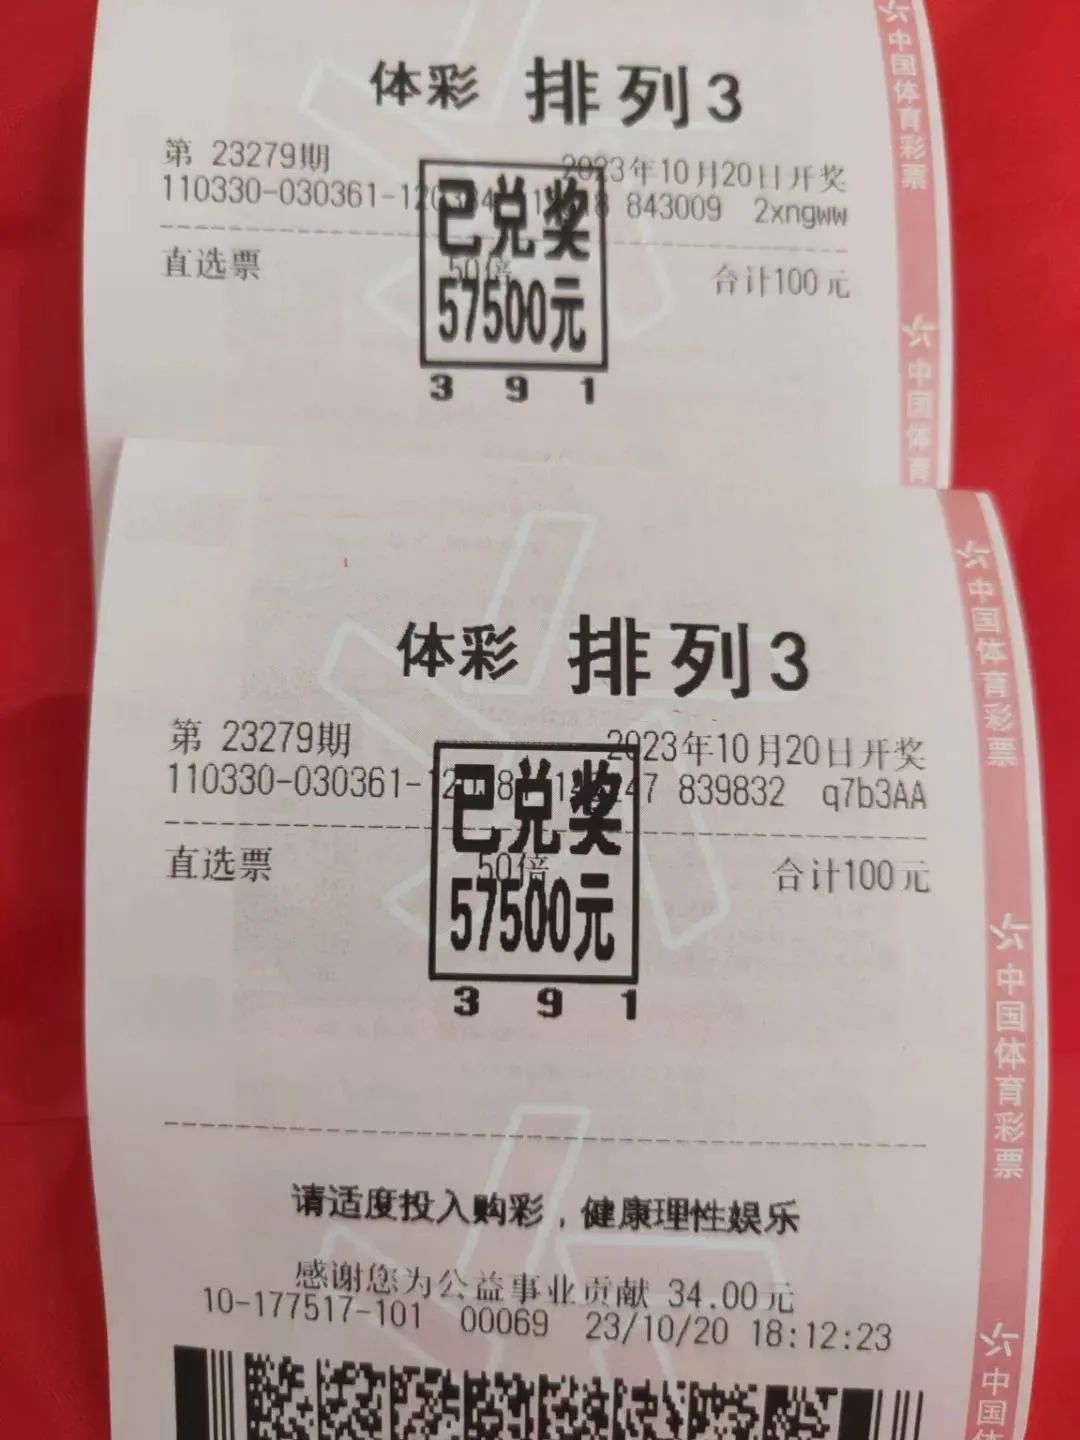 体彩 排列3
第 23279期 2023年10月20日开奖
110330-030361- 843009 2xngww
直选票 50倍 合计100元
已兑奖
57500元
3 9 1
体彩 排列3
第 23279期 2023年10月20日开奖
110330-030361- 839832 q7b3AA
直选票 50倍 合计100元
已兑奖
57500元
3 9 1
请适度投入购彩，健康理性娱乐
感谢您为公益事业贡献 34.00元
10-177517-101 00069 23/10/20 18:12:23
中国体育彩票
中国体育
中国体育彩票
中国体育彩票
中国体